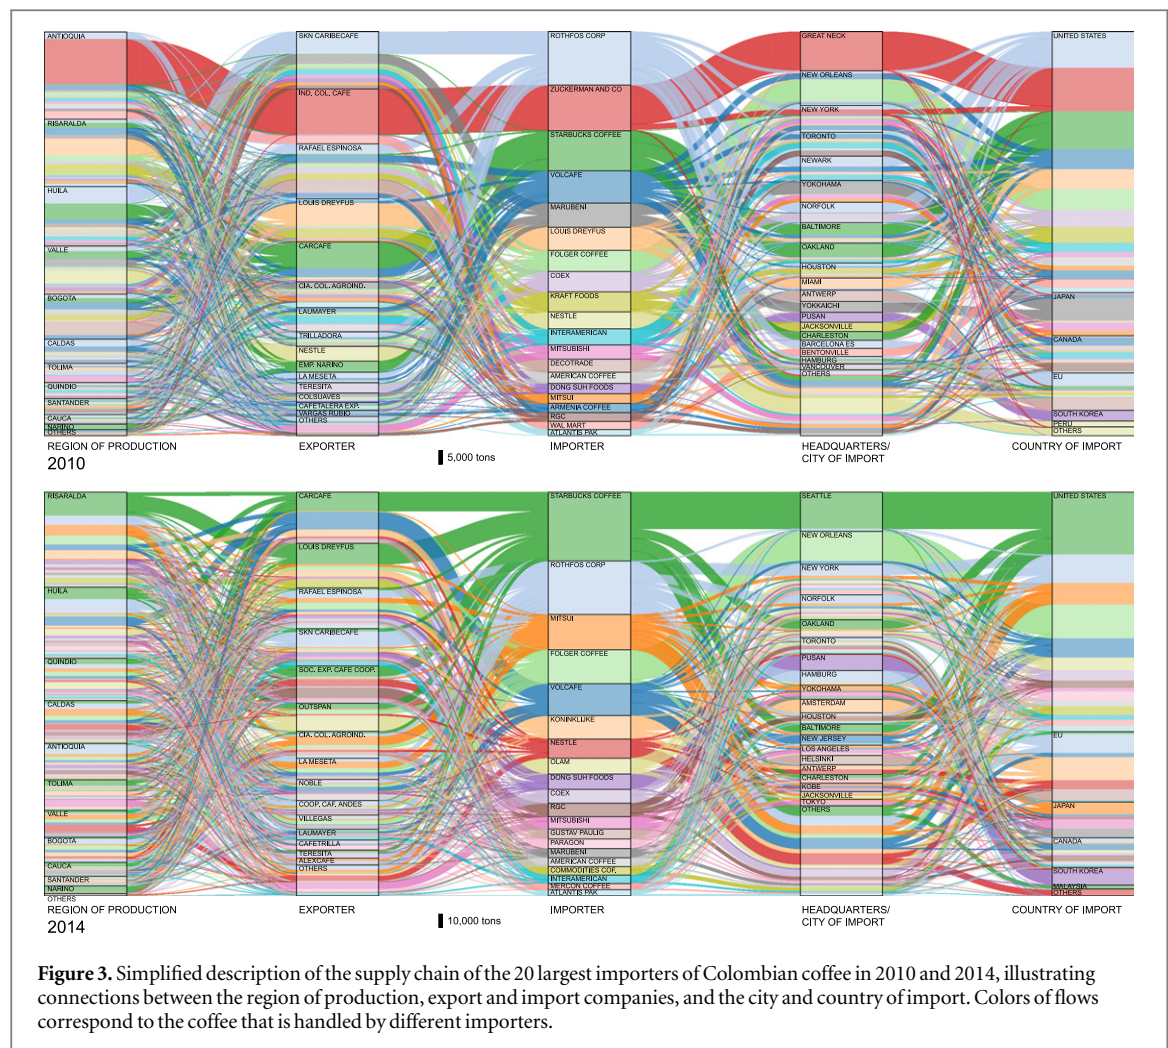 ANTIOQUIA
RISARALDA
HUILA
VALLE
BOGOTA
CALDAS
TOLIMA
QUINDIO
SANTANDER
CAUCA
NARINO
OTHERS
SKN CARIBECAFE
IND. COL. CAFE
RAFAEL ESPINOSA
LOUIS DREYFUS
CARCAFE
CIA. COL. AGROIND.
LAUMAYER
TRILLADORA
NESTLE
EMP. NARINO
LA MESETA
TERESITA
COLSUAVES
CAFETALERA EXP.
VARGAS RUBIO
OTHERS
ROTHFOS CORP
ZUCKERMAN AND CO
STARBUCKS COFFEE
VOLCAFE
MARUBENI
LOUIS DREYFUS
FOLGER COFFEE
COEX
KRAFT FOODS
NESTLE
INTERAMERICAN
MITSUBISHI
DECOTRADE
AMERICAN COFFEE
DONG SUH FOODS
MITSUI
ARMENIA COFFEE
RGC
WAL MART
ATLANTIS PAK
GREAT NECK
NEW ORLEANS
NEW YORK
TORONTO
NEWARK
YOKOHAMA
NORFOLK
BALTIMORE
OAKLAND
HOUSTON
MIAMI
ANTWERP
YOKKAICHI
PUSAN
JACKSONVILLE
CHARLESTON
BARCELONA ES
BENTONVILLE
HAMBURG
VANCOUVER
OTHERS
UNITED STATES
JAPAN
CANADA
EU
SOUTH KOREA
PERU
OTHERS
REGION OF PRODUCTION
EXPORTER
IMPORTER
HEADQUARTERS/
CITY OF IMPORT
COUNTRY OF IMPORT
2010
5,000 tons
RISARALDA
HUILA
QUINDIO
CALDAS
ANTIOQUIA
TOLIMA
VALLE
BOGOTA
CAUCA
SANTANDER
NARINO
OTHERS
CARCAFE
LOUIS DREYFUS
RAFAEL ESPINOSA
SKN CARIBECAFE
SOC. EXP. CAFE COOP.
OUTSPAN
CIA. COL. AGROIND.
LA MESETA
NOBLE
COOP. CAF. ANDES
VILLEGAS
LAUMAYER
CAFETRILLA
TERESITA
ALEXCAFE
OTHERS
STARBUCKS COFFEE
ROTHFOS CORP
MITSUI
FOLGER COFFEE
VOLCAFE
KONINKLIJKE
NESTLE
OLAM
DONG SUH FOODS
COEX
RGC
MITSUBISHI
GUSTAV PAULIG
PARAGON
MARUBENI
AMERICAN COFFEE
COMMODITIES COF.
INTERAMERICAN
MERCON COFFEE
ATLANTIS PAK
SEATTLE
NEW ORLEANS
NEW YORK
NORFOLK
OAKLAND
TORONTO
PUSAN
HAMBURG
YOKOHAMA
AMSTERDAM
HOUSTON
BALTIMORE
NEW JERSEY
LOS ANGELES
HELSINKI
ANTWERP
CHARLESTON
KOBE
JACKSONVILLE
TOKYO
OTHERS
UNITED STATES
EU
JAPAN
CANADA
SOUTH KOREA
MALAYSIA
OTHERS
REGION OF PRODUCTION
EXPORTER
IMPORTER
HEADQUARTERS/
CITY OF IMPORT
COUNTRY OF IMPORT
2014
10,000 tons
Figure 3. Simplified description of the supply chain of the 20 largest importers of Colombian coffee in 2010 and 2014, illustrating
connections between the region of production, export and import companies, and the city and country of import. Colors of flows
correspond to the coffee that is handled by different importers.